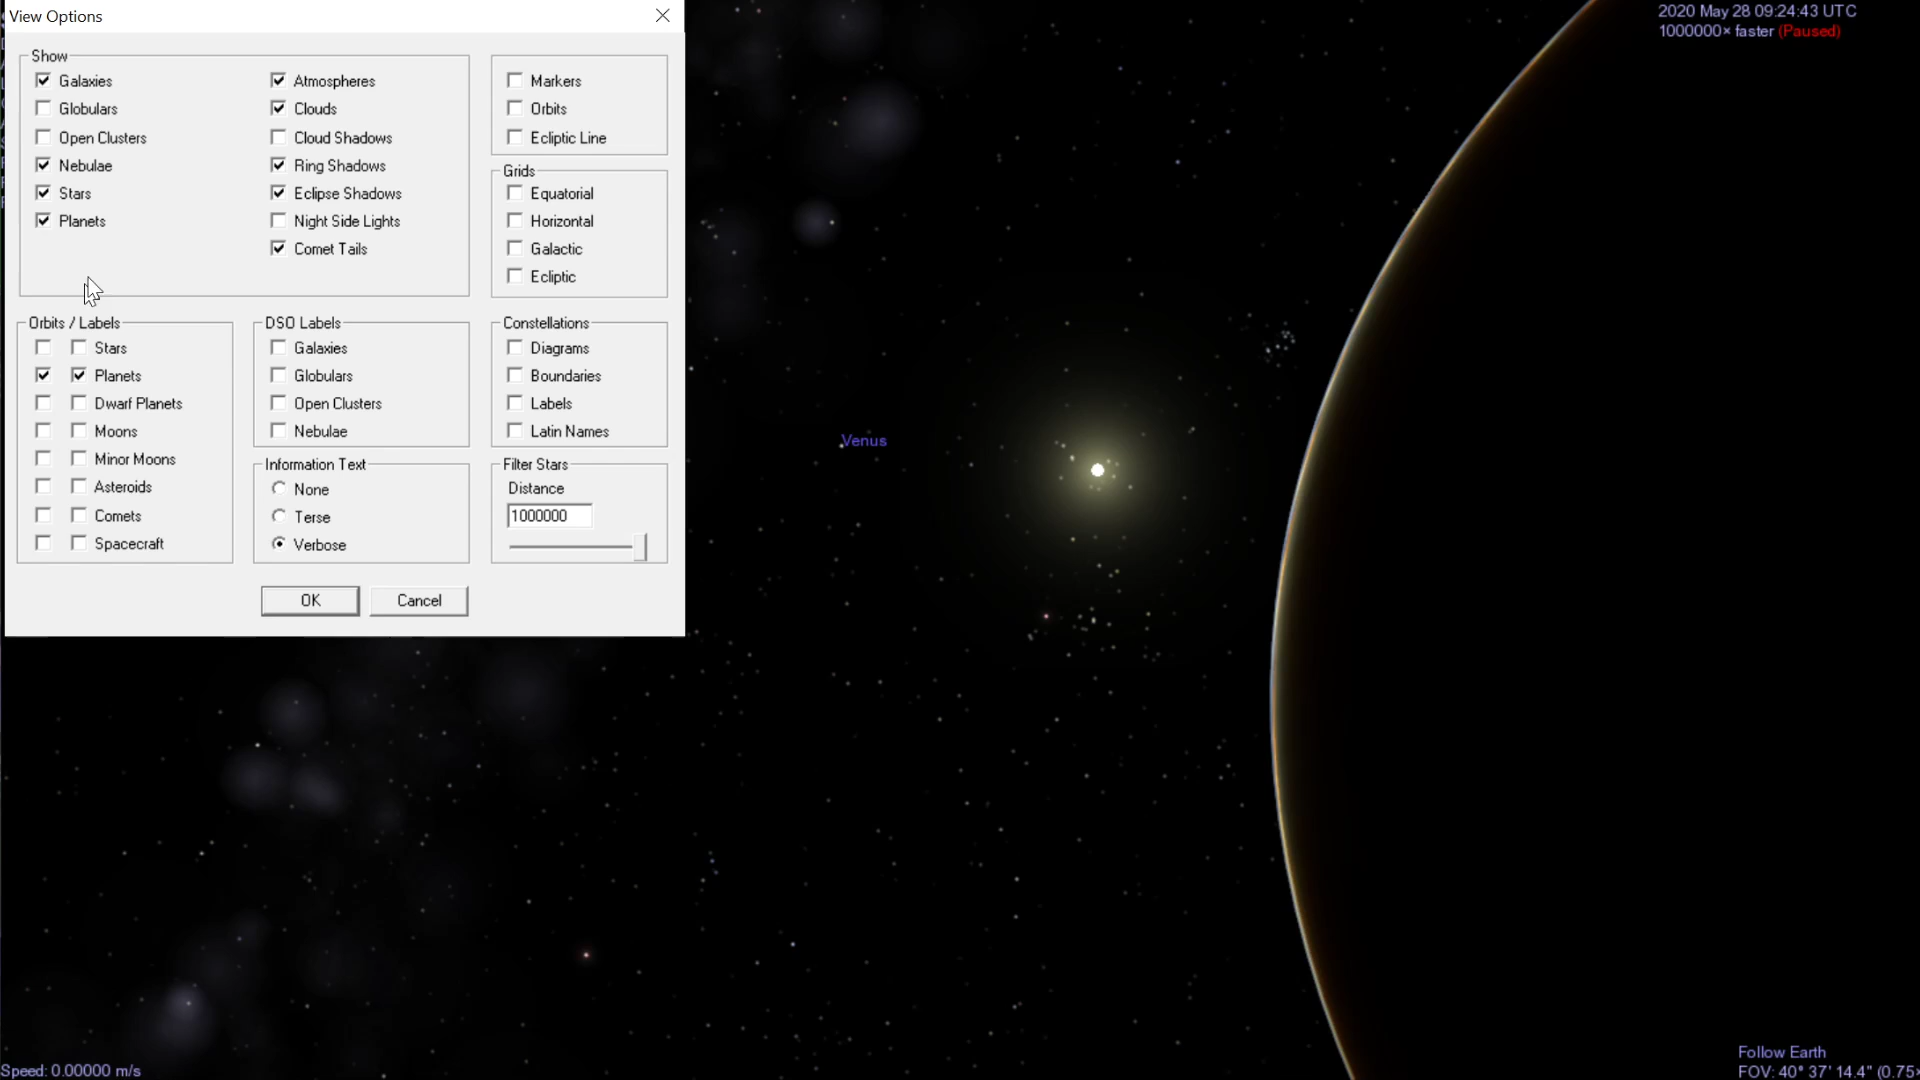 View Options
2020 May 28 09:24:43 UTC
1000000× faster (Paused)
Show
Galaxies
Globulars
Open Clusters
Nebulae
Stars
Planets
Atmospheres
Clouds
Cloud Shadows
Ring Shadows
Eclipse Shadows
Night Side Lights
Comet Tails
Markers
Orbits
Ecliptic Line
Grids
Equatorial
Horizontal
Galactic
Ecliptic
Orbits / Labels
Stars
Planets
Dwarf Planets
Moons
Minor Moons
Asteroids
Comets
Spacecraft
DSO Labels
Galaxies
Globulars
Open Clusters
Nebulae
Information Text
None
Terse
Verbose
Constellations
Diagrams
Boundaries
Labels
Latin Names
Filter Stars
Distance
1000000
OK
Cancel
Venus
Speed: 0.00000 m/s
Follow Earth
FOV: 40° 37' 14.4" (0.75×